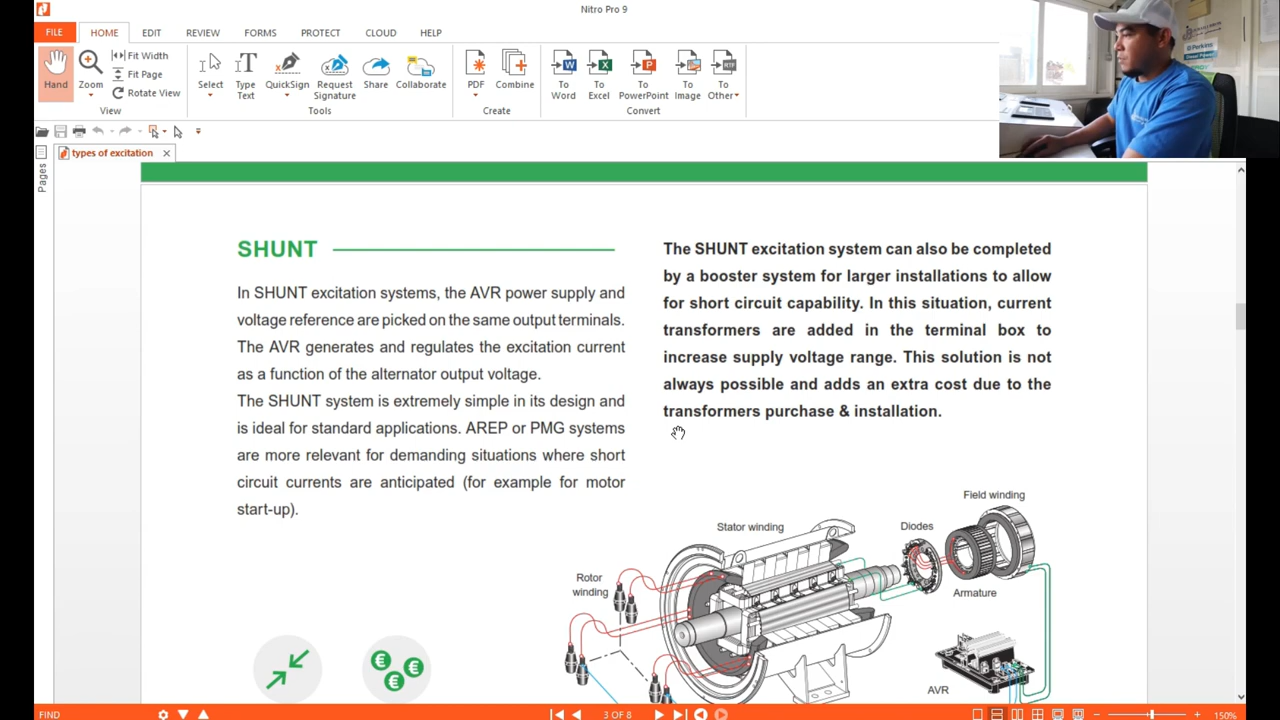 Nitro Pro 9
FILE
HOME
EDIT
REVIEW
FORMS
PROTECT
CLOUD
HELP
Hand
Zoom
Fit Width
Fit Page
Rotate View
View
Select
Type Text
QuickSign
Request Signature
Share
Collaborate
Tools
PDF
Combine
Create
To Word
To Excel
To PowerPoint
To Image
To Other
Convert
Perkins
types of excitation
Pages
SHUNT
In SHUNT excitation systems, the AVR power supply and
voltage reference are picked on the same output terminals.
The AVR generates and regulates the excitation current
as a function of the alternator output voltage.
The SHUNT system is extremely simple in its design and
is ideal for standard applications. AREP or PMG systems
are more relevant for demanding situations where short
circuit currents are anticipated (for example for motor
start-up).
The SHUNT excitation system can also be completed
by a booster system for larger installations to allow
for short circuit capability. In this situation, current
transformers are added in the terminal box to
increase supply voltage range. This solution is not
always possible and adds an extra cost due to the
transformers purchase & installation.
Field winding
Stator winding
Diodes
Rotor
winding
Armature
AVR
FIND
3 OF 8
150%